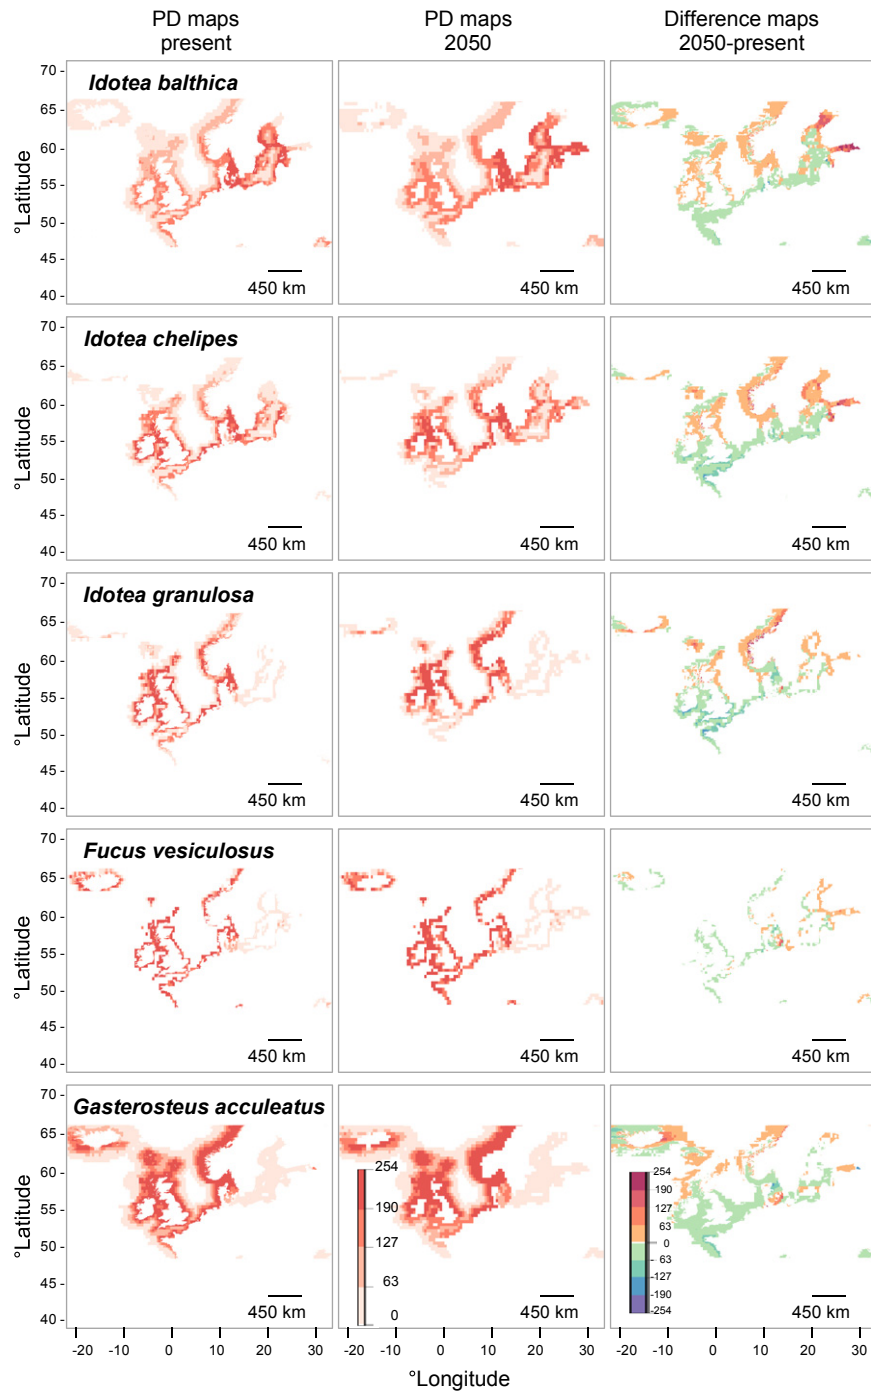 PD maps
present
PD maps
2050
Difference maps
2050-present
Idotea balthica
70 -
65 -
60 -
55 -
50 -
45 -
40 -
°Latitude
450 km
450 km
450 km
Idotea chelipes
70 -
65 -
60 -
55 -
50 -
45 -
40 -
°Latitude
450 km
450 km
450 km
Idotea granulosa
70 -
65 -
60 -
55 -
50 -
45 -
40 -
°Latitude
450 km
450 km
450 km
Fucus vesiculosus
70 -
65 -
60 -
55 -
50 -
45 -
40 -
°Latitude
450 km
450 km
450 km
Gasterosteus acculeatus
70 -
65 -
60 -
55 -
50 -
45 -
40 -
°Latitude
254
190
127
63
0
254
190
127
63
0
- 63
-127
-190
-254
450 km
450 km
450 km
-20 -10 0 10 20 30
-20 -10 0 10 20 30
-20 -10 0 10 20 30
°Longitude